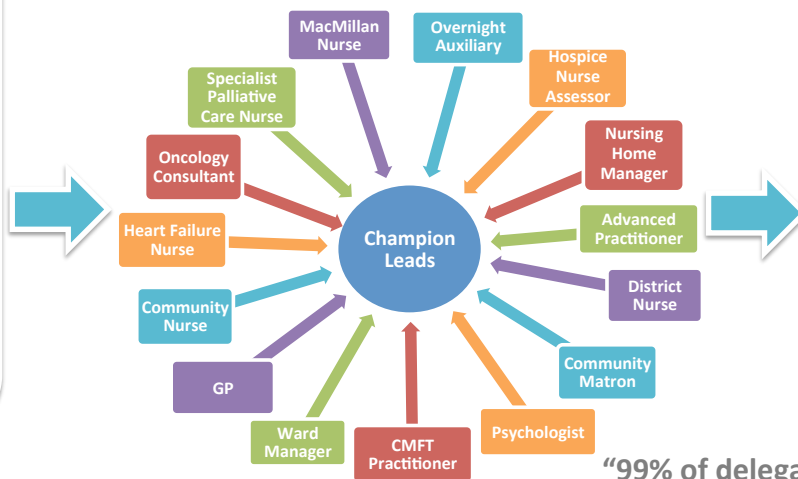 MacMillan
Nurse
Overnight
Auxiliary
Hospice
Nurse
Assessor
Specialist
Palliative
Care Nurse
Nursing
Home
Manager
Oncology
Consultant
Advanced
Practitioner
Heart Failure
Nurse
Champion
Leads
District
Nurse
Community
Nurse
Community
Matron
GP
Psychologist
Ward
Manager
CMFT
Practitioner
"99% of delega